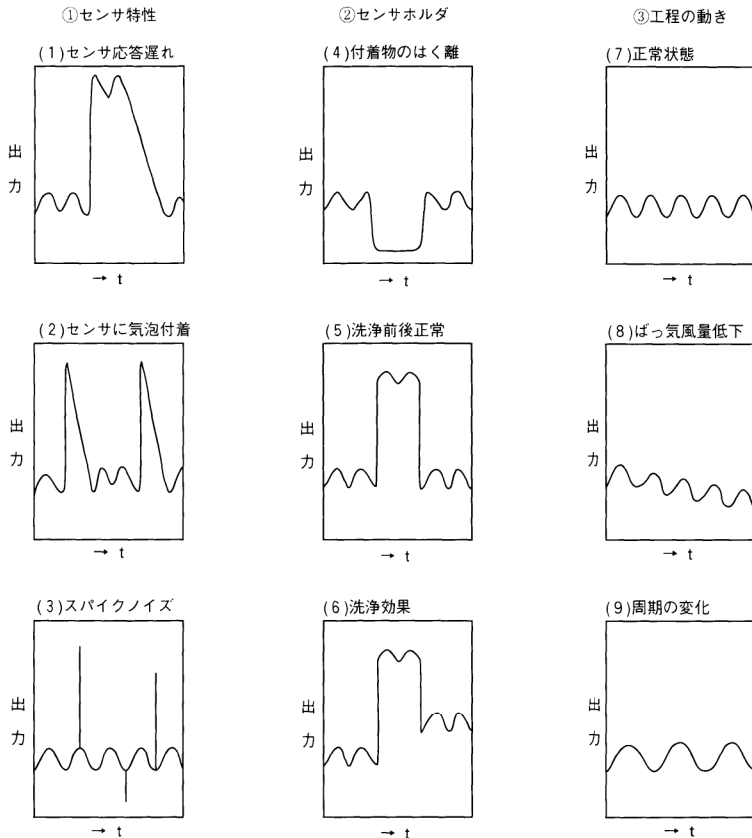 ①センサ特性
②センサホルダ
③工程の動き
(1)センサ応答遅れ
(4)付着物のはく離
(7)正常状態
出力
→ t
出力
→ t
出力
→ t
(2)センサに気泡付着
(5)洗浄前後正常
(8)ばっ気風量低下
出力
→ t
出力
→ t
出力
→ t
(3)スパイクノイズ
(6)洗浄効果
(9)周期の変化
出力
→ t
出力
→ t
出力
→ t